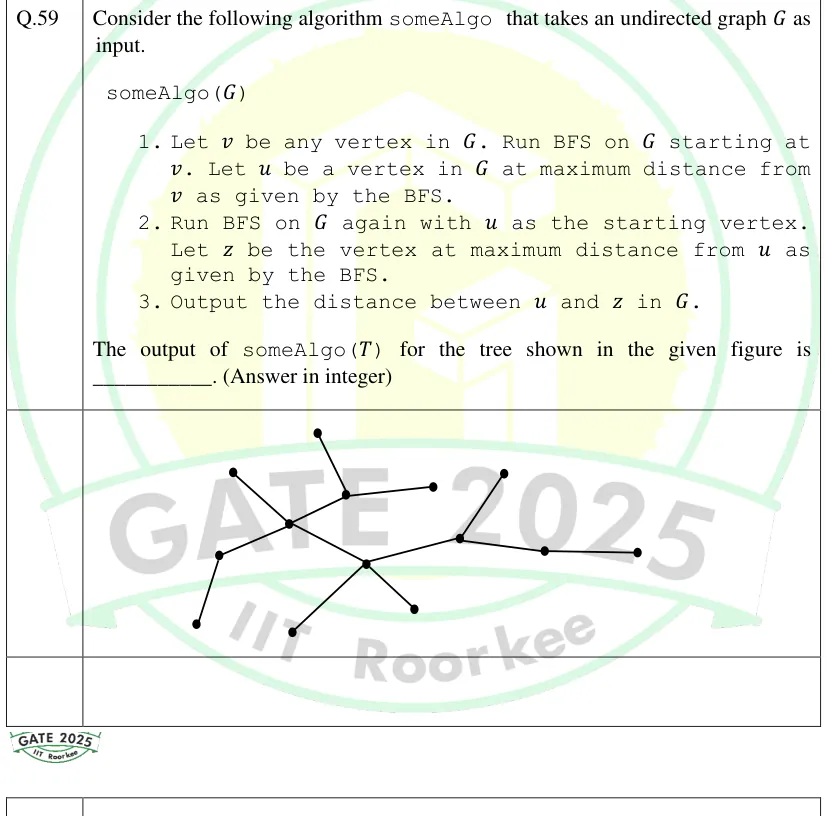 Q.59 Consider the following algorithm someAlgo that takes an undirected graph G as
input.
someAlgo(G)
1. Let v be any vertex in G. Run BFS on G starting at
v. Let u be a vertex in G at maximum distance from
v as given by the BFS.
2. Run BFS on G again with u as the starting vertex.
Let z be the vertex at maximum distance from u as
given by the BFS.
3. Output the distance between u and z in G.
The output of someAlgo(T) for the tree shown in the given figure is
___________. (Answer in integer)
GATE 2025
IIT Roorkee
GATE 2025
IIT Roorkee